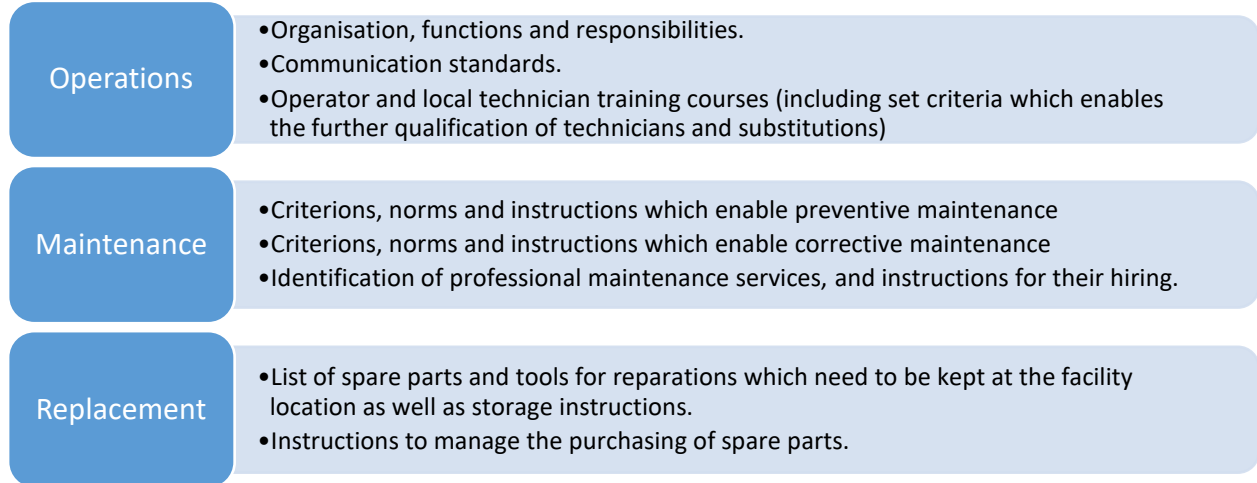 Operations
•Organisation, functions and responsibilities.
•Communication standards.
•Operator and local technician training courses (including set criteria which enables
the further qualification of technicians and substitutions)
Maintenance
•Criterions, norms and instructions which enable preventive maintenance
•Criterions, norms and instructions which enable corrective maintenance
•Identification of professional maintenance services, and instructions for their hiring.
Replacement
•List of spare parts and tools for reparations which need to be kept at the facility
location as well as storage instructions.
•Instructions to manage the purchasing of spare parts.